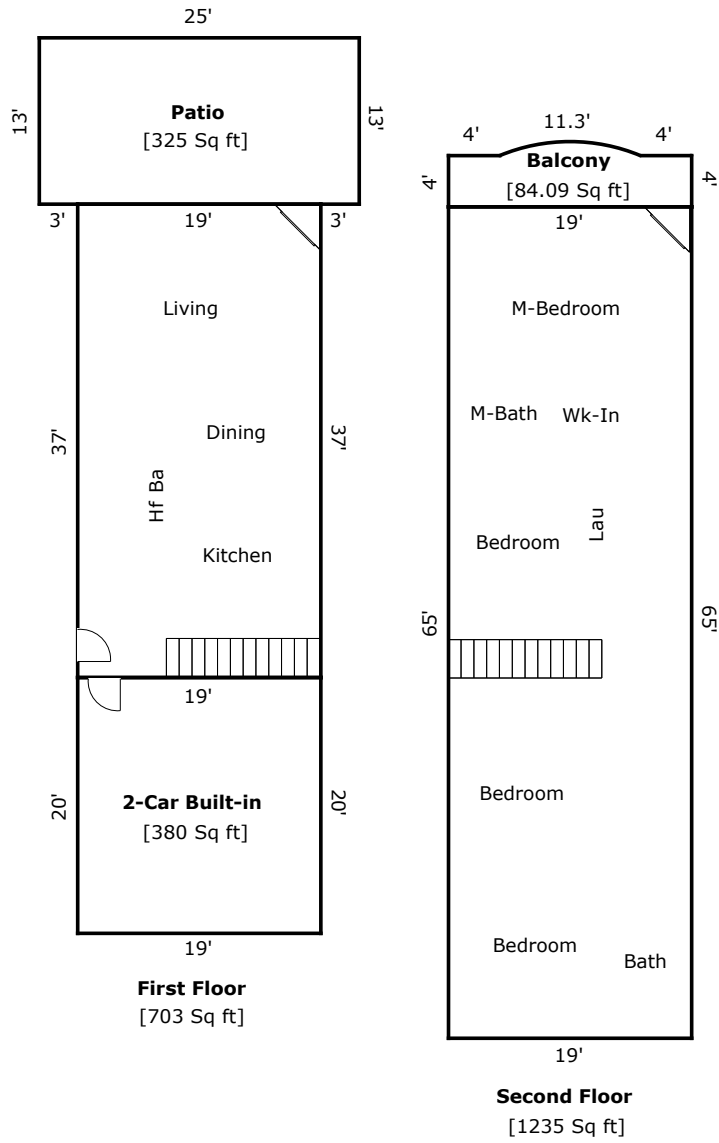 25'
13'
Patio
[325 Sq ft]
13'
3'
19'
3'
Living
Dining
37'
37'
Hf Ba
Kitchen
19'
20'
2-Car Built-in
[380 Sq ft]
20'
19'
First Floor
[703 Sq ft]
4'
11.3'
4'
4'
Balcony
[84.09 Sq ft]
4'
19'
M-Bedroom
M-Bath
Wk-In
Bedroom
Lau
65'
65'
Bedroom
Bedroom
Bath
19'
Second Floor
[1235 Sq ft]